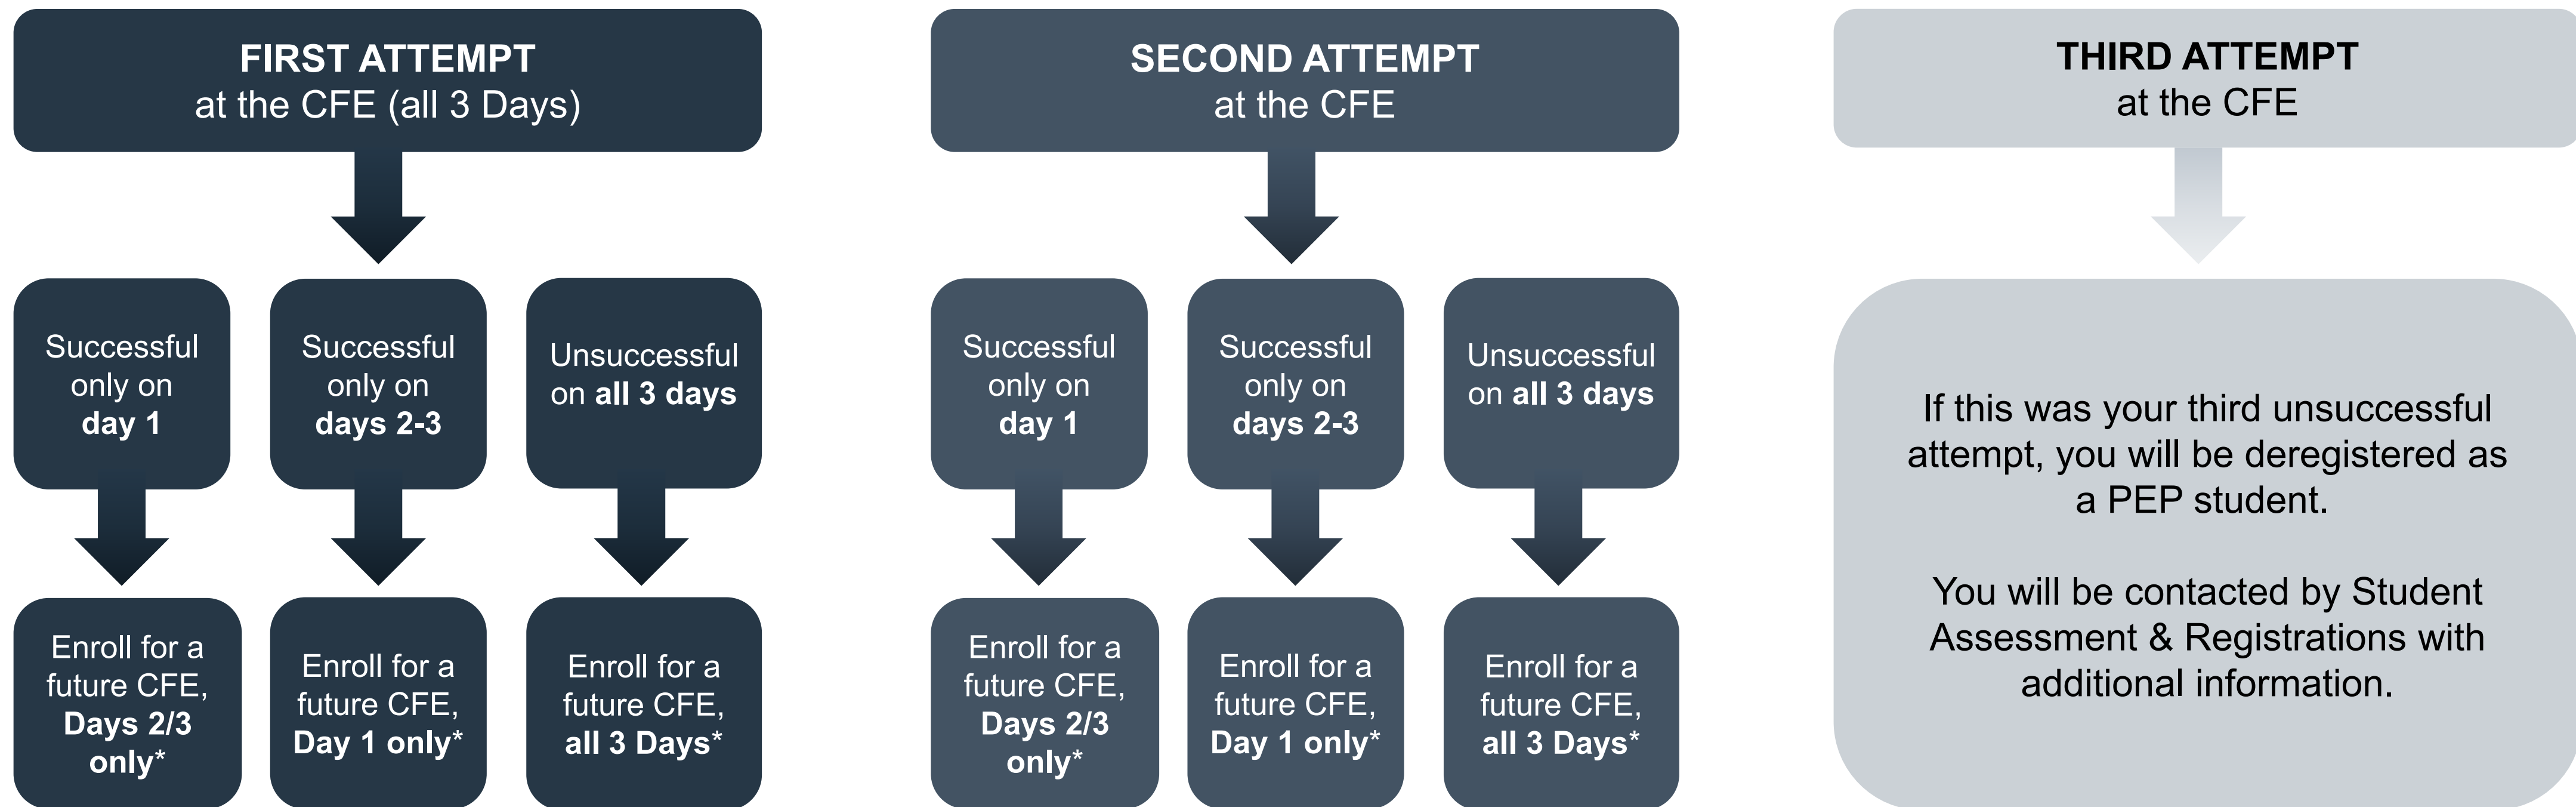 FIRST ATTEMPT
at the CFE (all 3 Days)
Successful
only on
day 1
Successful
only on
days 2-3
Unsuccessful
on all 3 days
Enroll for a
future CFE,
Days 2/3
only*
Enroll for a
future CFE,
Day 1 only*
Enroll for a
future CFE,
all 3 Days*
SECOND ATTEMPT
at the CFE
Successful
only on
day 1
Successful
only on
days 2-3
Unsuccessful
on all 3 days
Enroll for a
future CFE,
Days 2/3
only*
Enroll for a
future CFE,
Day 1 only*
Enroll for a
future CFE,
all 3 Days*
THIRD ATTEMPT
at the CFE
If this was your third unsuccessful
attempt, you will be deregistered as
a PEP student.
You will be contacted by Student
Assessment & Registrations with
additional information.